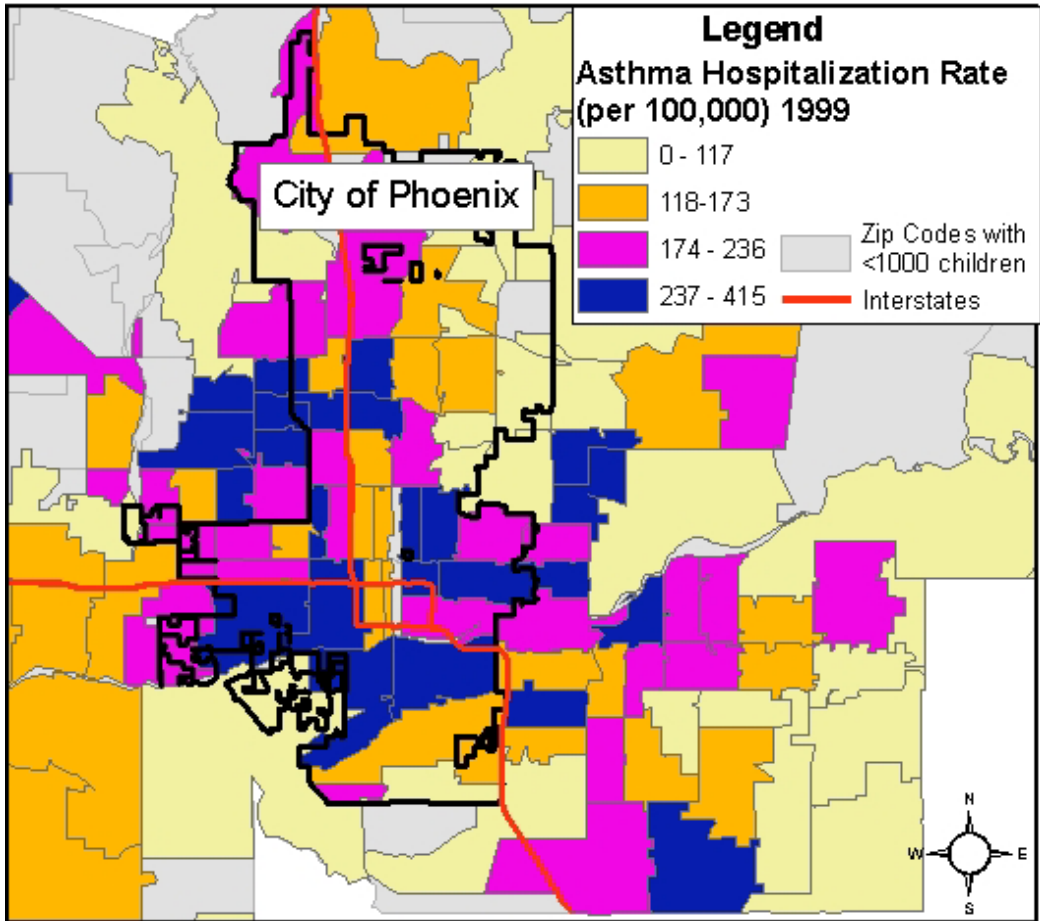 Legend
Asthma Hospitalization Rate
(per 100,000) 1999
0 - 117
118-173
174 - 236
237 - 415
Zip Codes with
<1000 children
Interstates
City of Phoenix
N
W E
S